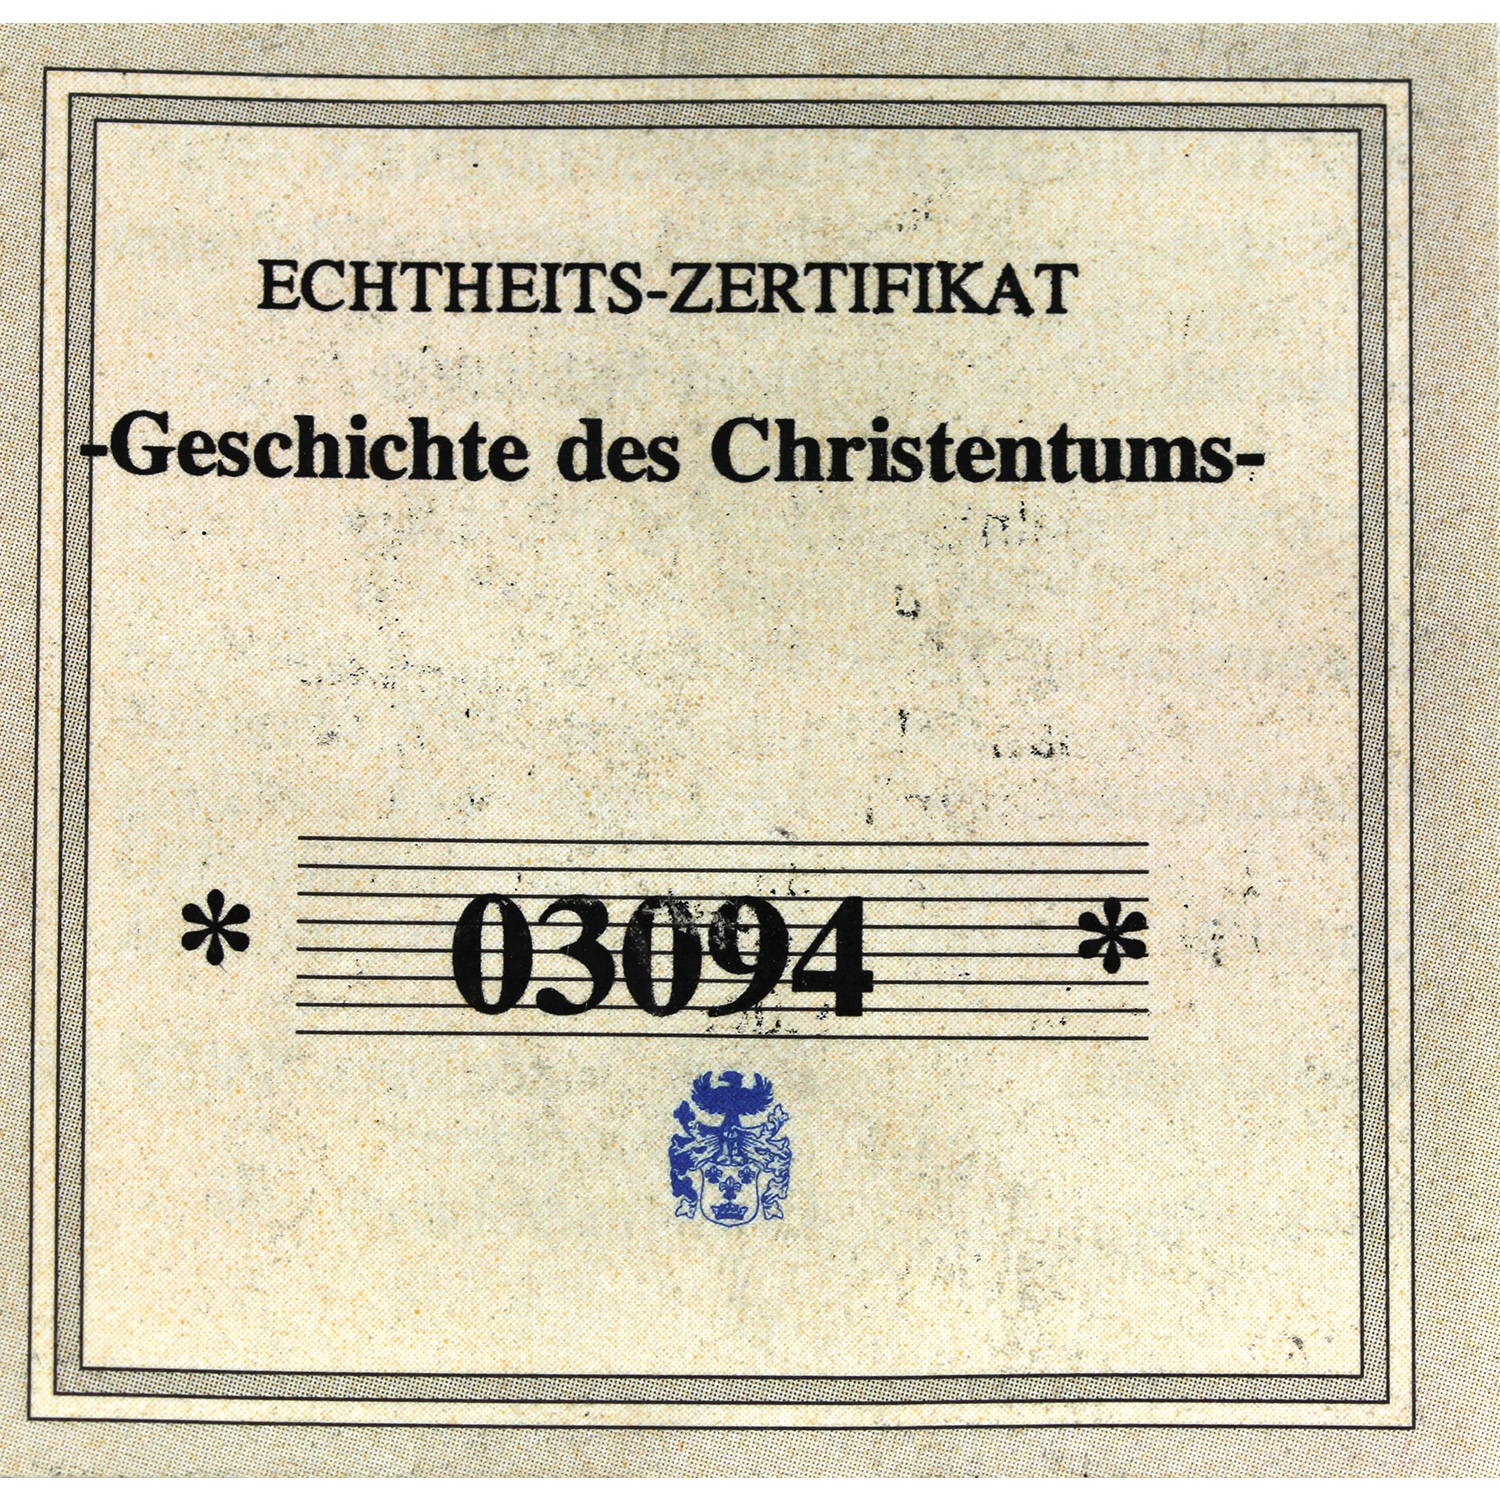 ECHTHEITS-ZERTIFIKAT
-Geschichte des Christentums-
* 03094 *